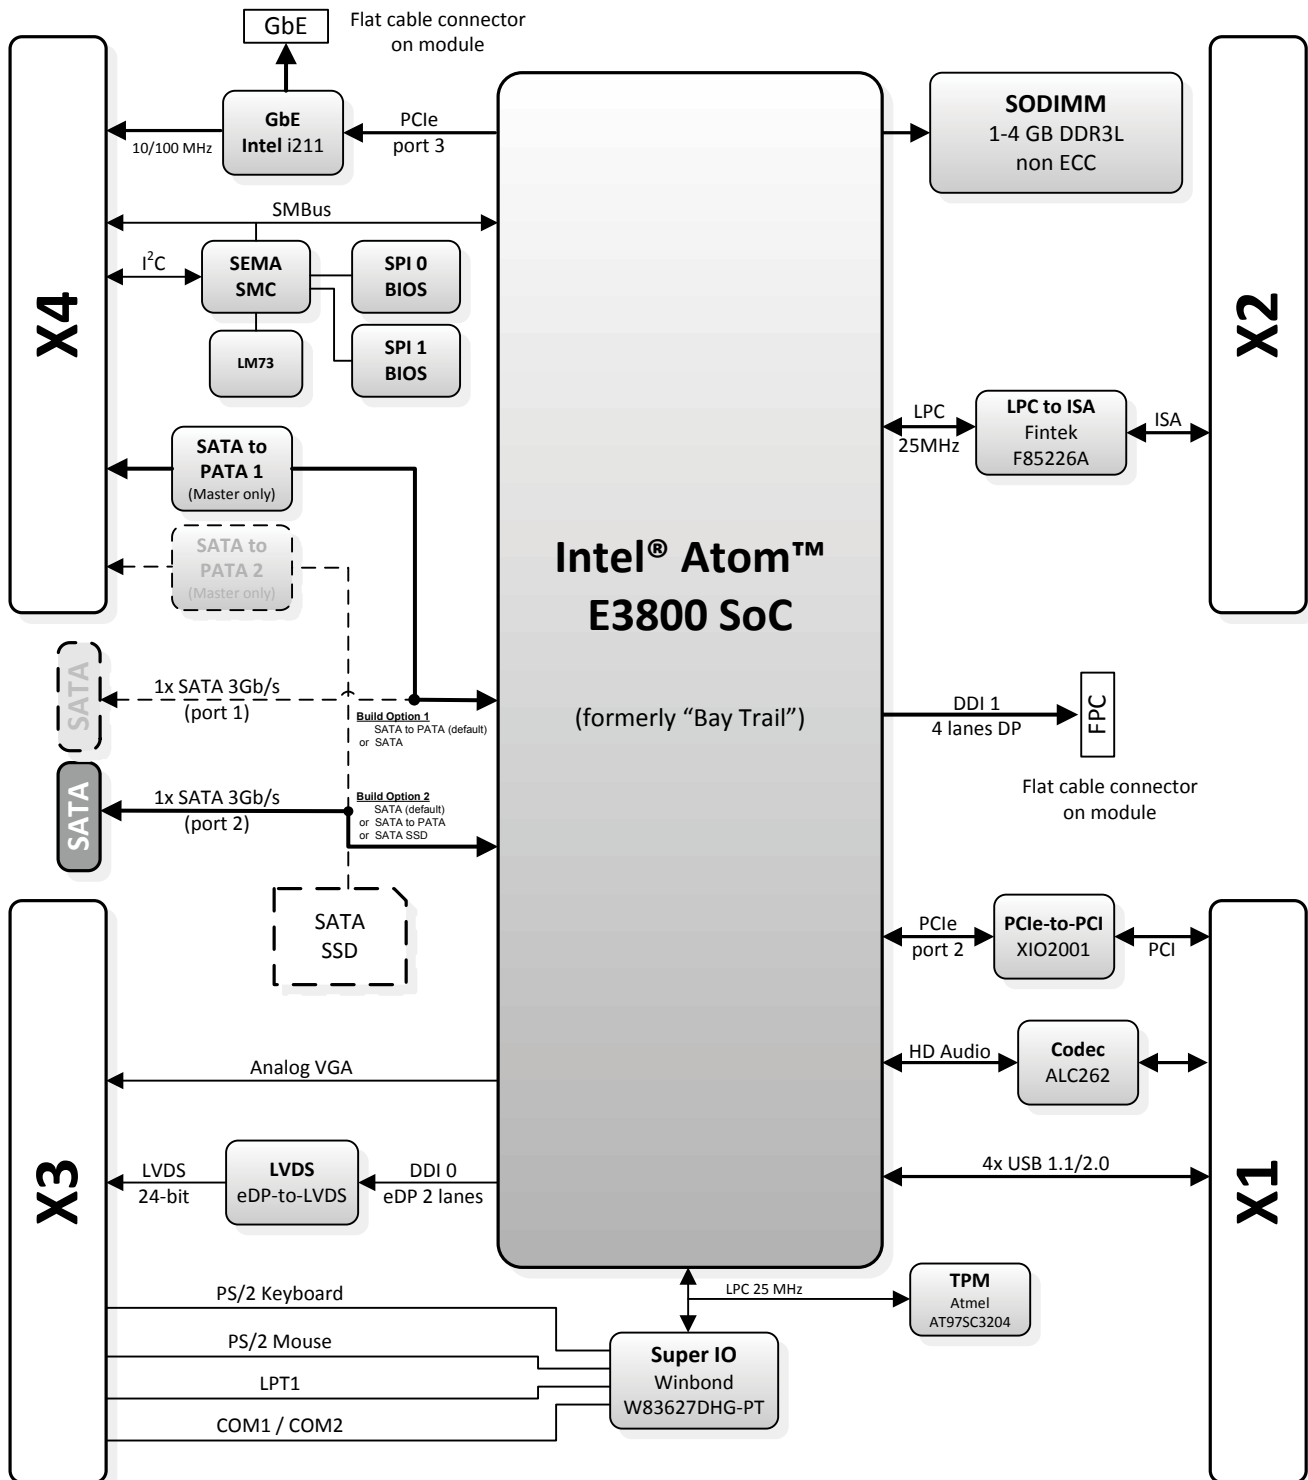 GbE
Flat cable connector
on module
GbE
Intel i211
10/100 MHz
PCIe
port 3
SODIMM
1-4 GB DDR3L
non ECC
SMBus
I²C
SEMA
SMC
SPI 0
BIOS
LM73
SPI 1
BIOS
X4
X2
LPC
25MHz
LPC to ISA
Fintek
F85226A
ISA
SATA to
PATA 1
(Master only)
SATA to
PATA 2
(Master only)
Intel® Atom™
E3800 SoC
(formerly “Bay Trail”)
SATA
1x SATA 3Gb/s
(port 1)
Build Option 1
SATA to PATA (default)
or SATA
DDI 1
4 lanes DP
FPC
Flat cable connector
on module
SATA
1x SATA 3Gb/s
(port 2)
Build Option 2
SATA (default)
or SATA to PATA
or SATA SSD
SATA
SSD
PCIe
port 2
PCIe-to-PCI
XIO2001
PCI
HD Audio
Codec
ALC262
Analog VGA
X3
X1
LVDS
24-bit
LVDS
eDP-to-LVDS
DDI 0
eDP 2 lanes
4x USB 1.1/2.0
PS/2 Keyboard
PS/2 Mouse
LPT1
COM1 / COM2
LPC 25 MHz
TPM
Atmel
AT97SC3204
Super IO
Winbond
W83627DHG-PT